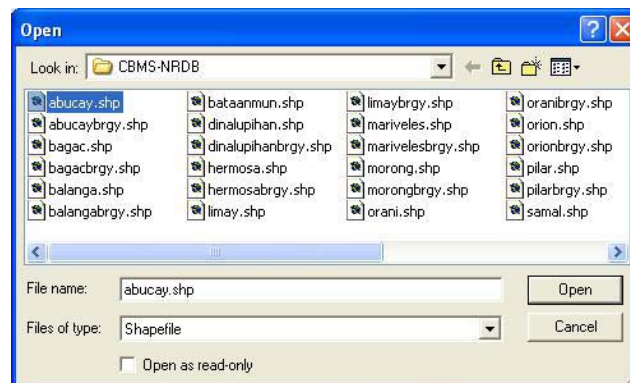 Open
Look in: CBMS-NRDB
abucay.shp
abucaybrgy.shp
bagac.shp
bagacbrgy.shp
balanga.shp
balangabrgy.shp
bataanmun.shp
dinalupihan.shp
dinalupihanbrgy.shp
hermosa.shp
hermosabrgy.shp
limay.shp
limaybrgy.shp
mariveles.shp
marivelesbrgy.shp
morong.shp
morongbrgy.shp
orani.shp
oranibrgy.shp
orion.shp
orionbrgy.shp
pilar.shp
pilarbrgy.shp
samal.shp
File name: abucay.shp Open
Files of type: Shapefile Cancel
Open as read-only